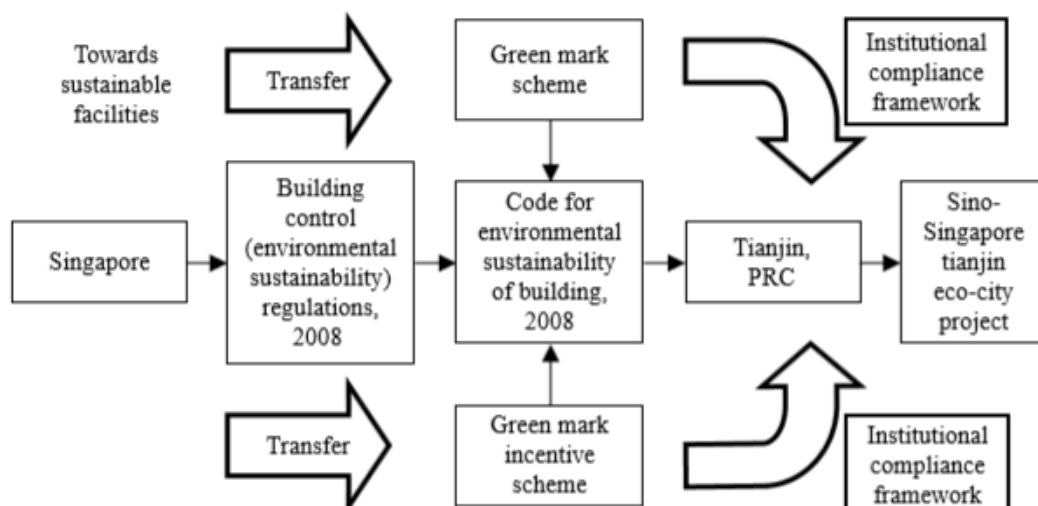 Towards
sustainable
facilities
Transfer
Green mark
scheme
Institutional
compliance
framework
Singapore
Building
control
(environmental
sustainability)
regulations,
2008
Code for
environmental
sustainability
of building,
2008
Tianjin,
PRC
Sino-
Singapore
tianjin
eco-city
project
Transfer
Green mark
incentive
scheme
Institutional
compliance
framework